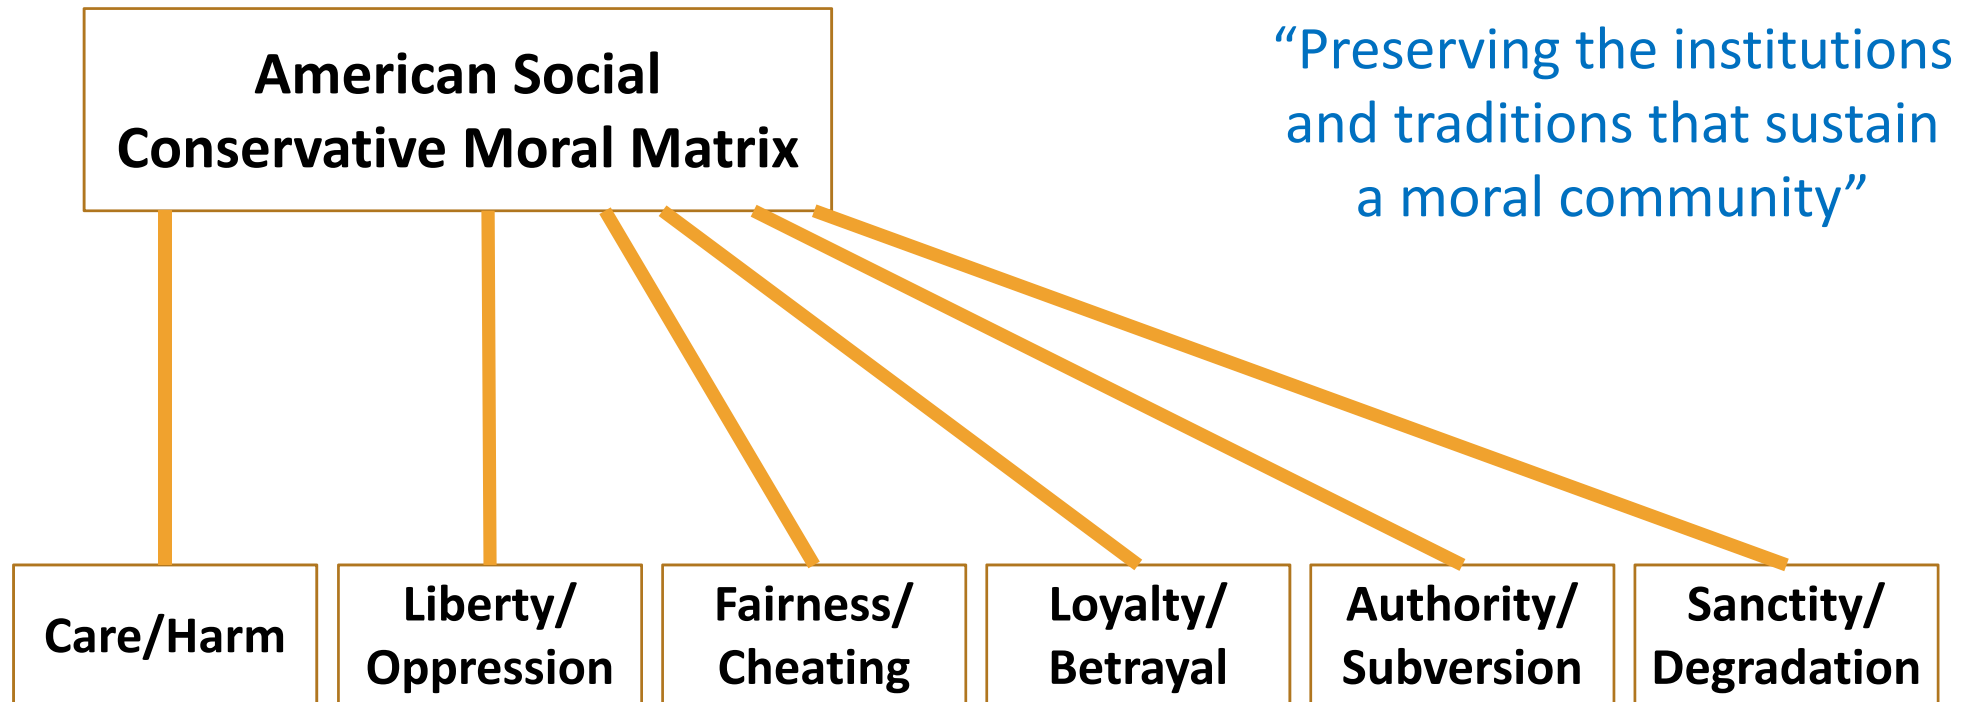 American Social
Conservative Moral Matrix
“Preserving the institutions
and traditions that sustain
a moral community”
Care/Harm
Liberty/
Oppression
Fairness/
Cheating
Loyalty/
Betrayal
Authority/
Subversion
Sanctity/
Degradation